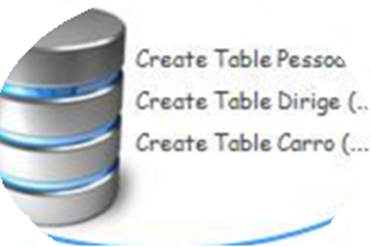 Create Table Pessoa
Create Table Dirige (..
Create Table Carro (...